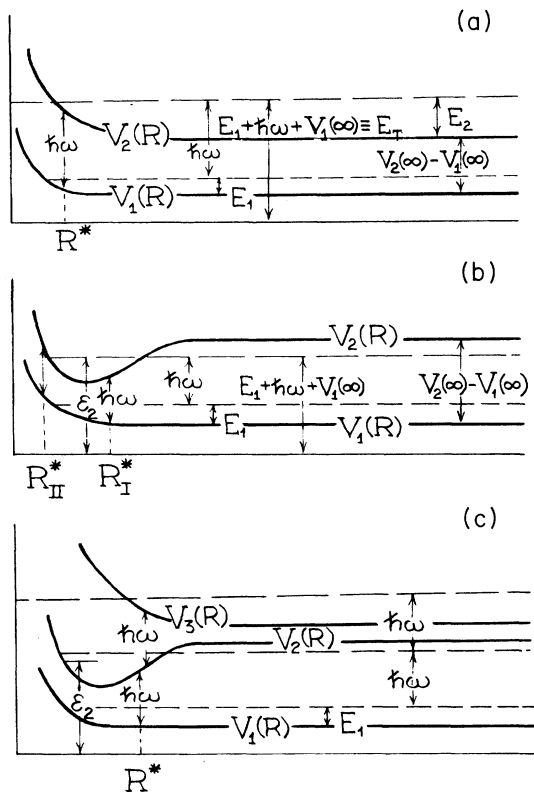 (a)
ħω
V₂(R)
ħω
E₁+ħω+V₁(∞)≡E_T
E₂
V₂(∞)-V₁(∞)
V₁(R)
E₁
R*
(b)
V₂(R)
ε₂
ħω
ħω
E₁+ħω+V₁(∞)
V₂(∞)-V₁(∞)
E₁
V₁(R)
R*_II
R*_I
(c)
V₃(R)
ħω
V₂(R)
ħω
ε₂
ħω
ħω
V₁(R)
E₁
R*